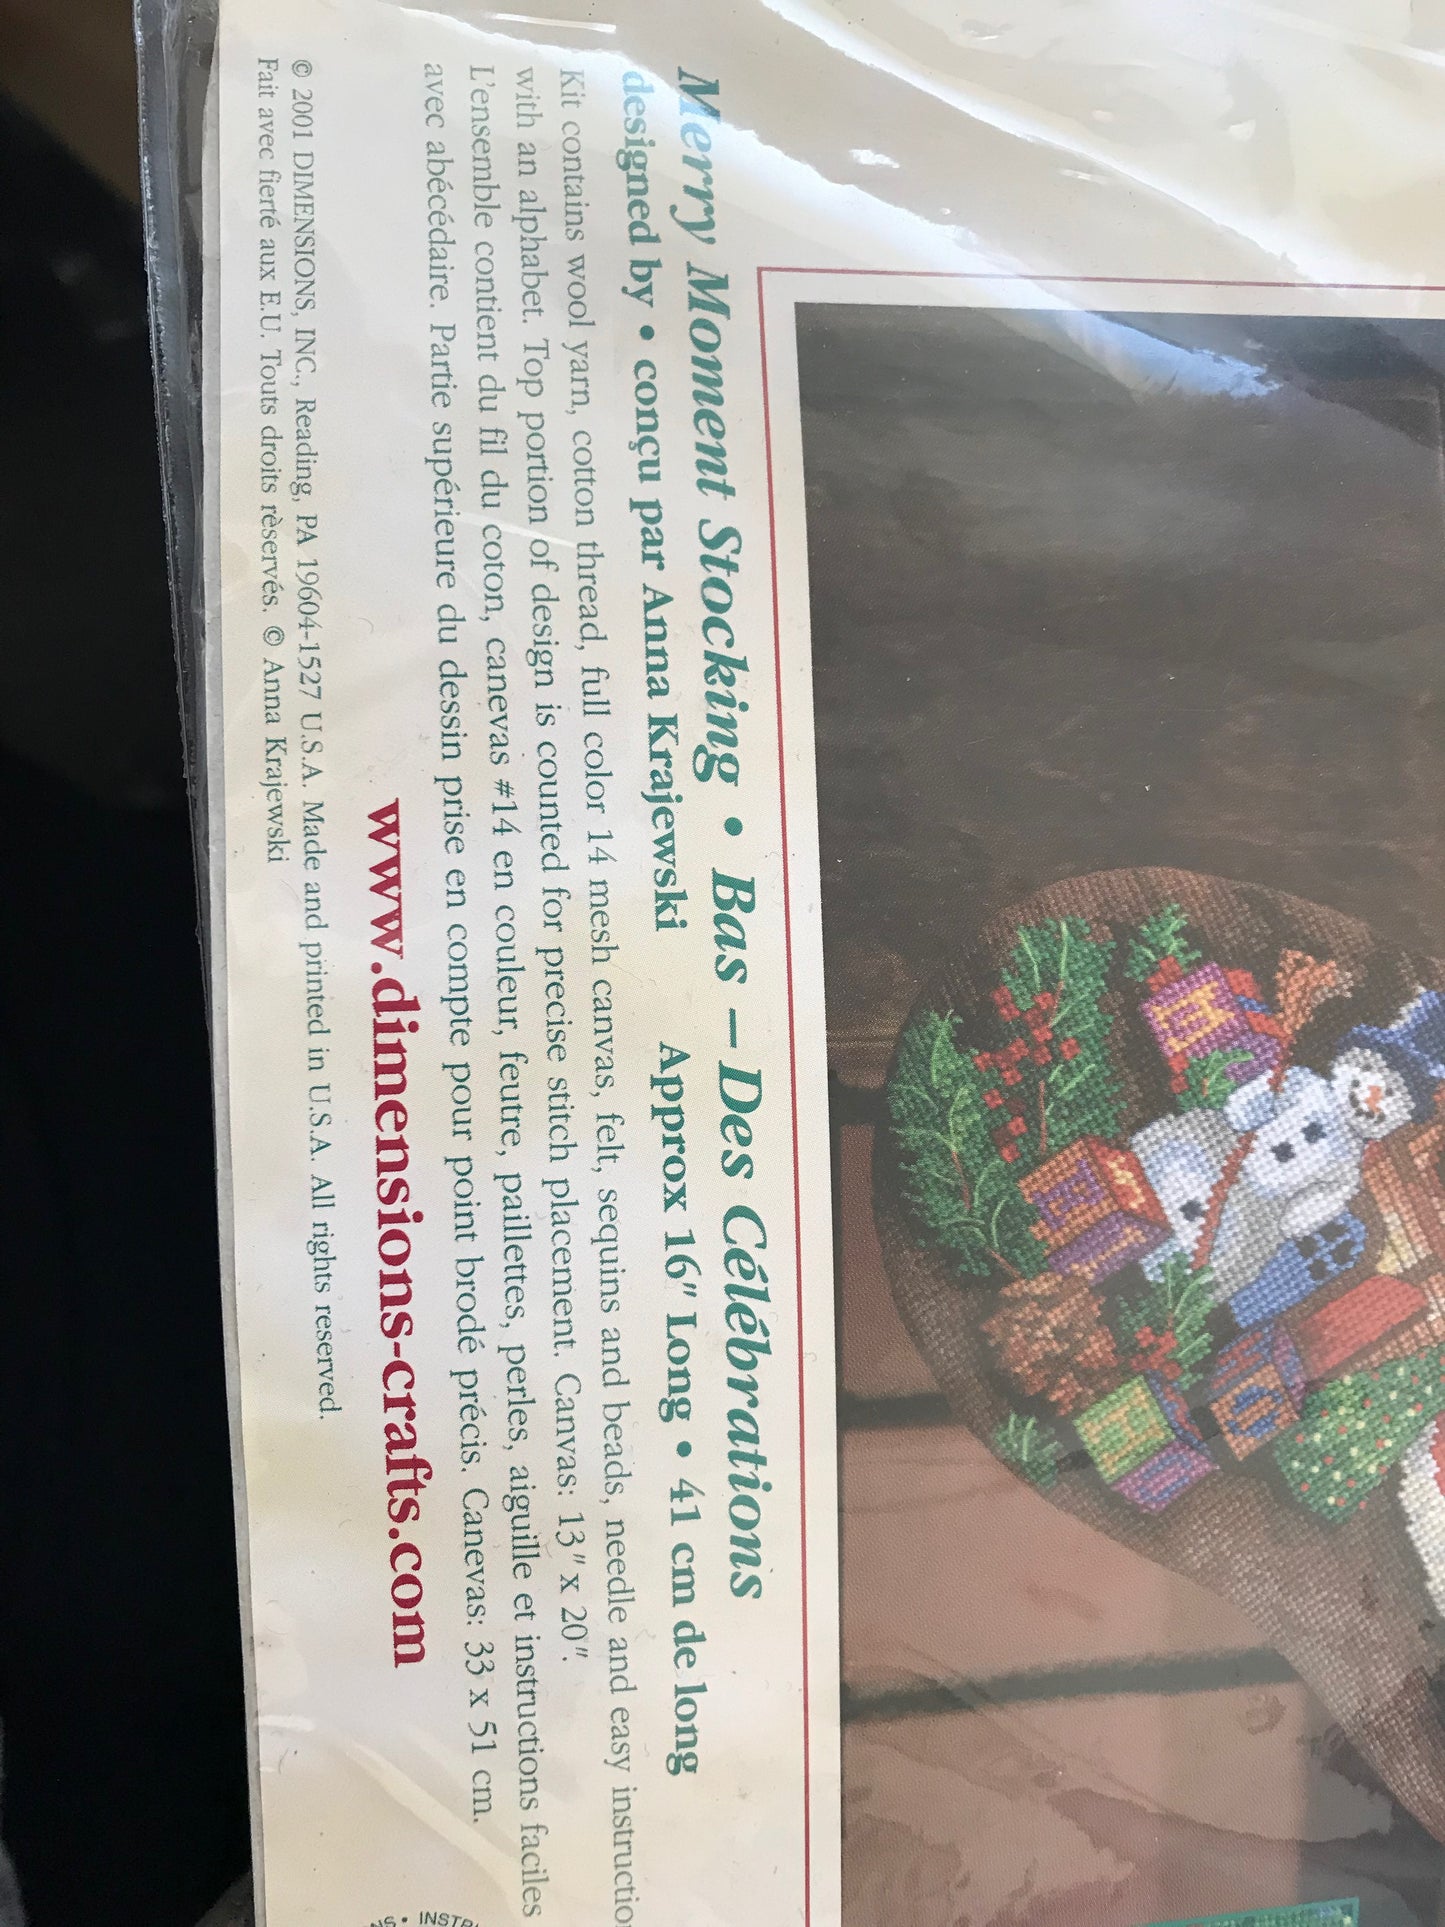 Merry Moment Stocking • Bas – Des Célébrations
designed by • conçu par Anna Krajewski Approx 16" Long • 41 cm de long
Kit contains wool yarn, cotton thread, full color 14 mesh canvas, felt, sequins and beads, needle and easy instructio
with an alphabet. Top portion of design is counted for precise stitch placement. Canvas: 13" x 20".
L'ensemble contient du fil du coton, canevas #14 en couleur, feutre, paillettes, perles, aiguille et instructions faciles
avec abécédaire. Partie supérieure du dessin prise en compte pour point brodé précis. Canevas: 33 x 51 cm.
www.dimensions-crafts.com
© 2001 DIMENSIONS, INC., Reading, PA 19604-1527 U.S.A. Made and printed in U.S.A. All rights reserved.
Fait avec fierté aux E.U. Touts droits rèservés. © Anna Krajewski
NS • INSTR